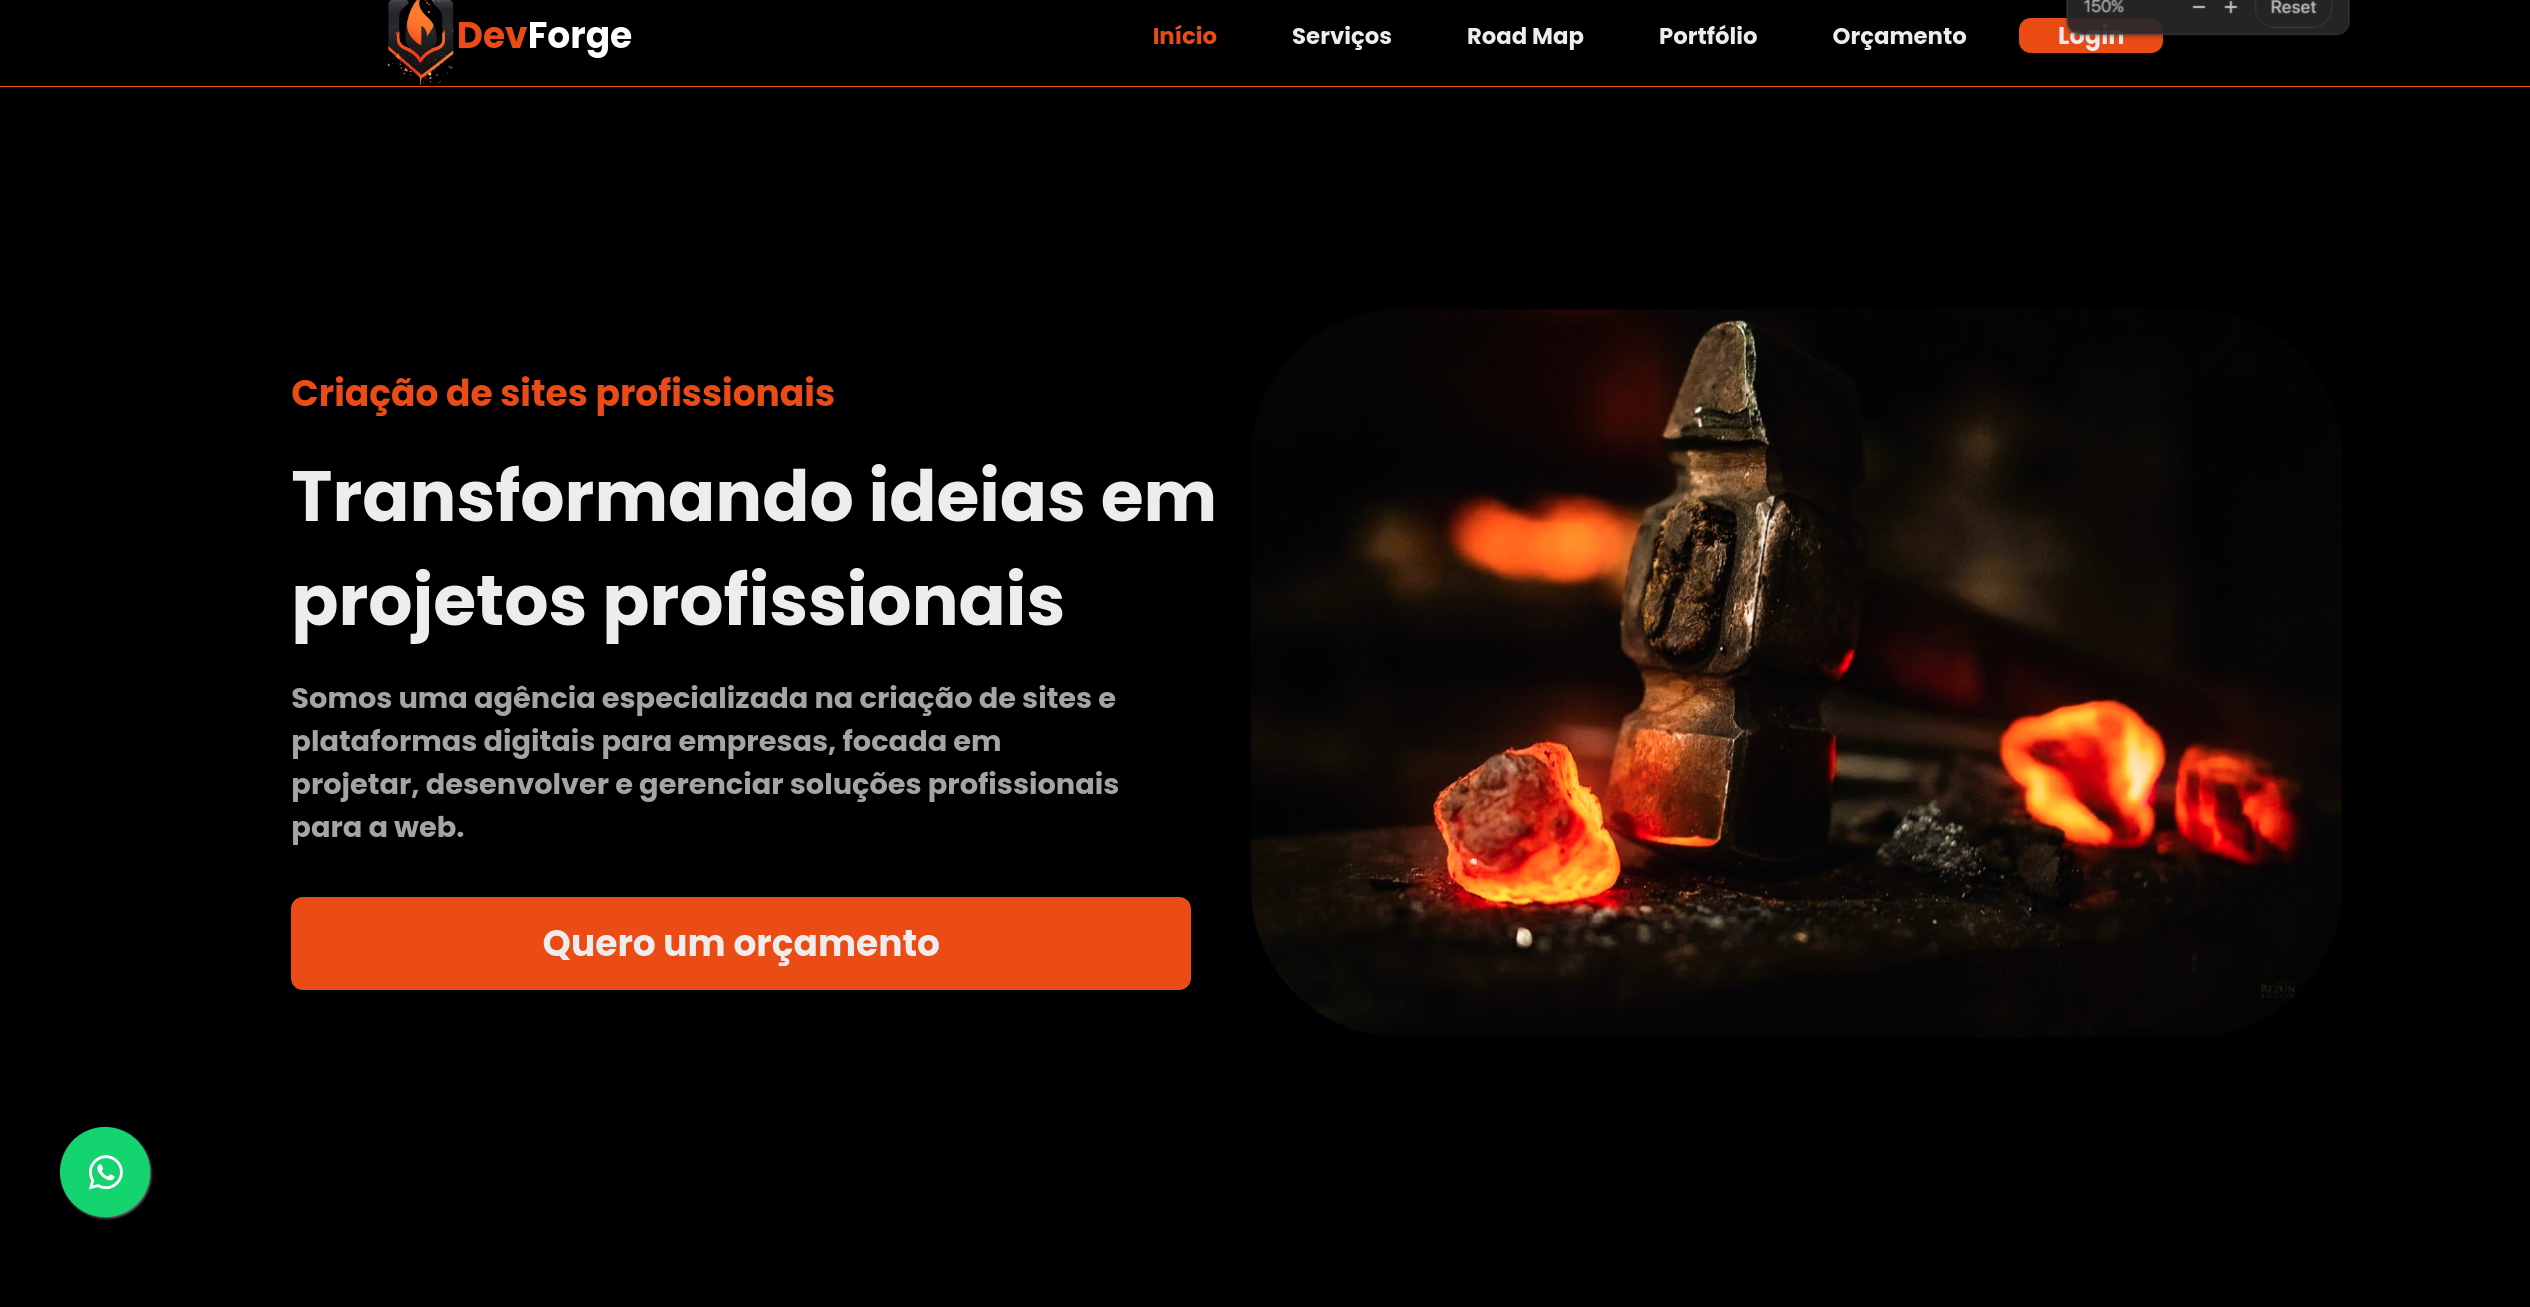 DevForge
Início Serviços Road Map Portfólio Orçamento Login
150% − + Reset
Criação de sites profissionais
Transformando ideias em
projetos profissionais
Somos uma agência especializada na criação de sites e
plataformas digitais para empresas, focada em
projetar, desenvolver e gerenciar soluções profissionais
para a web.
Quero um orçamento
REZUN